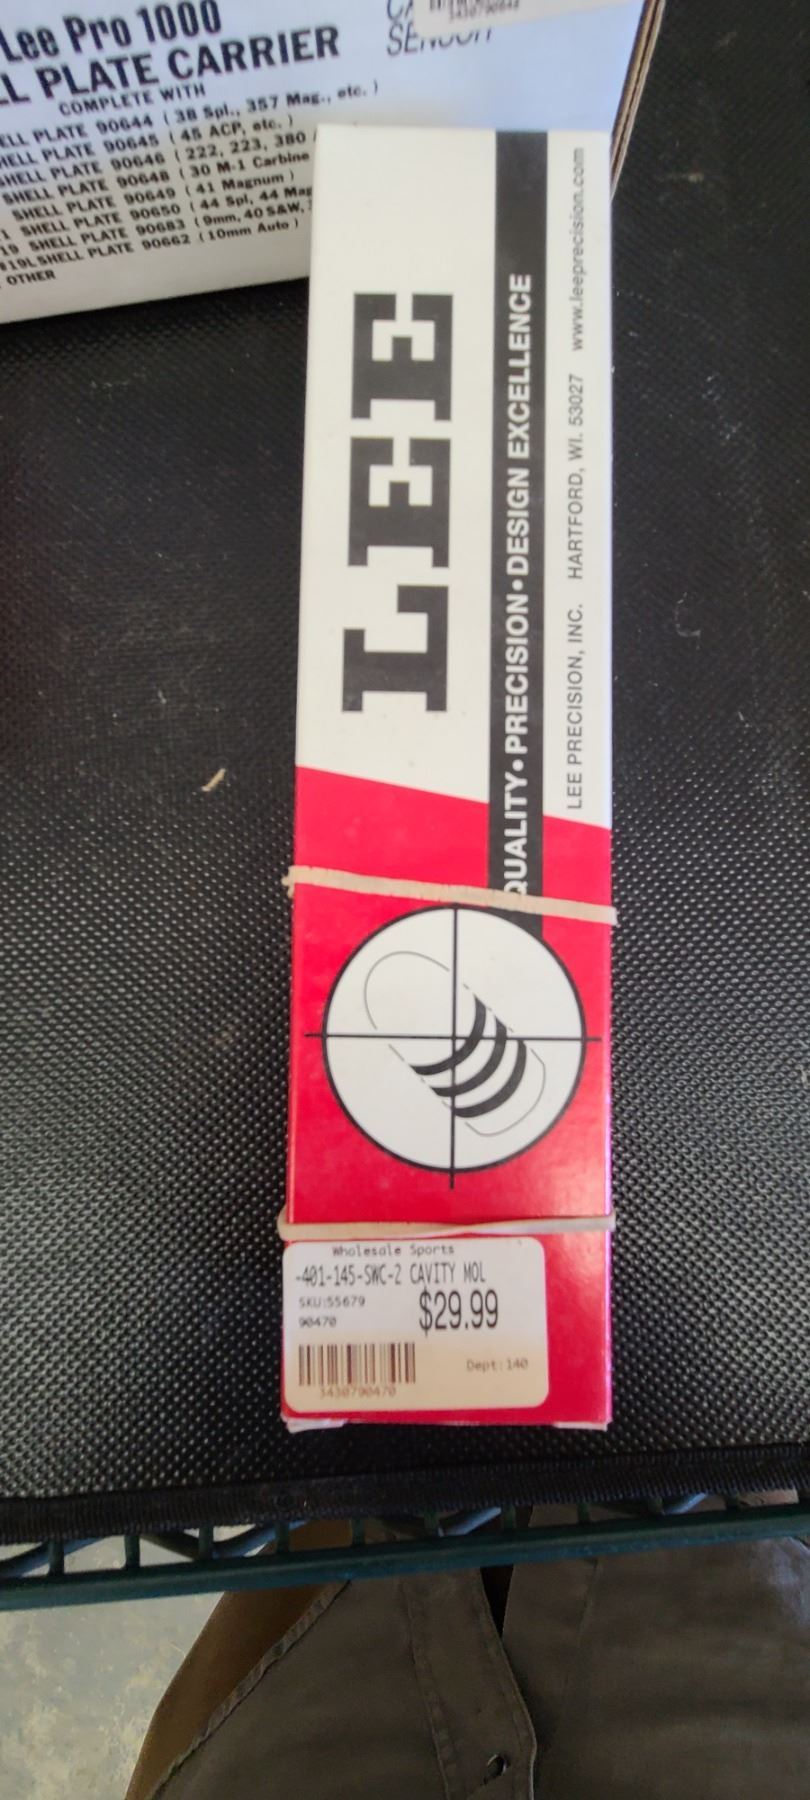 Lee Pro 1000
PLATE CARRIER
COMPLETE WITH
PLATE 90644 ( 38 Spl., 357 Mag., etc. )
PLATE 90645 ( 45 ACP, etc. )
SHELL PLATE 90646 ( 222, 223, 380
SHELL PLATE 90648 ( 30 M-1 Carbine
SHELL PLATE 90649 ( 41 Magnum )
SHELL PLATE 90650 ( 44 Spl, 44 Mag
19 SHELL PLATE 90683 ( 9mm, 40 S&W,
#19L SHELL PLATE 90662 ( 10mm Auto )
OTHER
LEE
QUALITY • PRECISION • DESIGN EXCELLENCE
LEE PRECISION, INC. HARTFORD, WI. 53027 www.leeprecision.com
Wholesale Sports
-401-145-SWC-2 CAVITY MOL
SKU:55679
90470
$29.99
Dept:140
3430790470